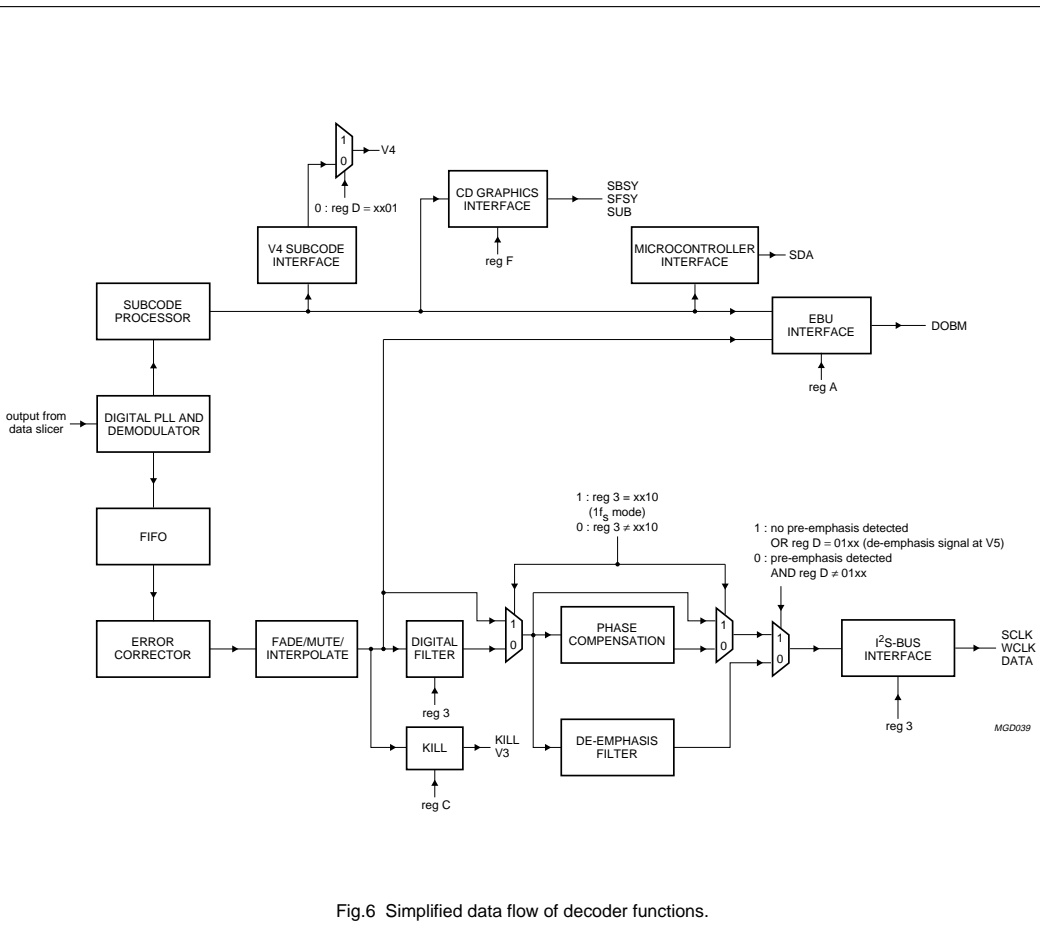 1
0
V4
0 : reg D = xx01
V4 SUBCODE
INTERFACE
CD GRAPHICS
INTERFACE
SBSY
SFSY
SUB
reg F
MICROCONTROLLER
INTERFACE
SDA
SUBCODE
PROCESSOR
EBU
INTERFACE
DOBM
reg A
output from
data slicer
DIGITAL PLL AND
DEMODULATOR
FIFO
1 : reg 3 = xx10
(1fs mode)
0 : reg 3 ≠ xx10
1 : no pre-emphasis detected
OR reg D = 01xx (de-emphasis signal at V5)
0 : pre-emphasis detected
AND reg D ≠ 01xx
ERROR
CORRECTOR
FADE/MUTE/
INTERPOLATE
DIGITAL
FILTER
reg 3
1
0
PHASE
COMPENSATION
1
0
1
0
I2S-BUS
INTERFACE
SCLK
WCLK
DATA
reg 3
KILL
KILL
V3
reg C
DE-EMPHASIS
FILTER
MGD039
Fig.6 Simplified data flow of decoder functions.